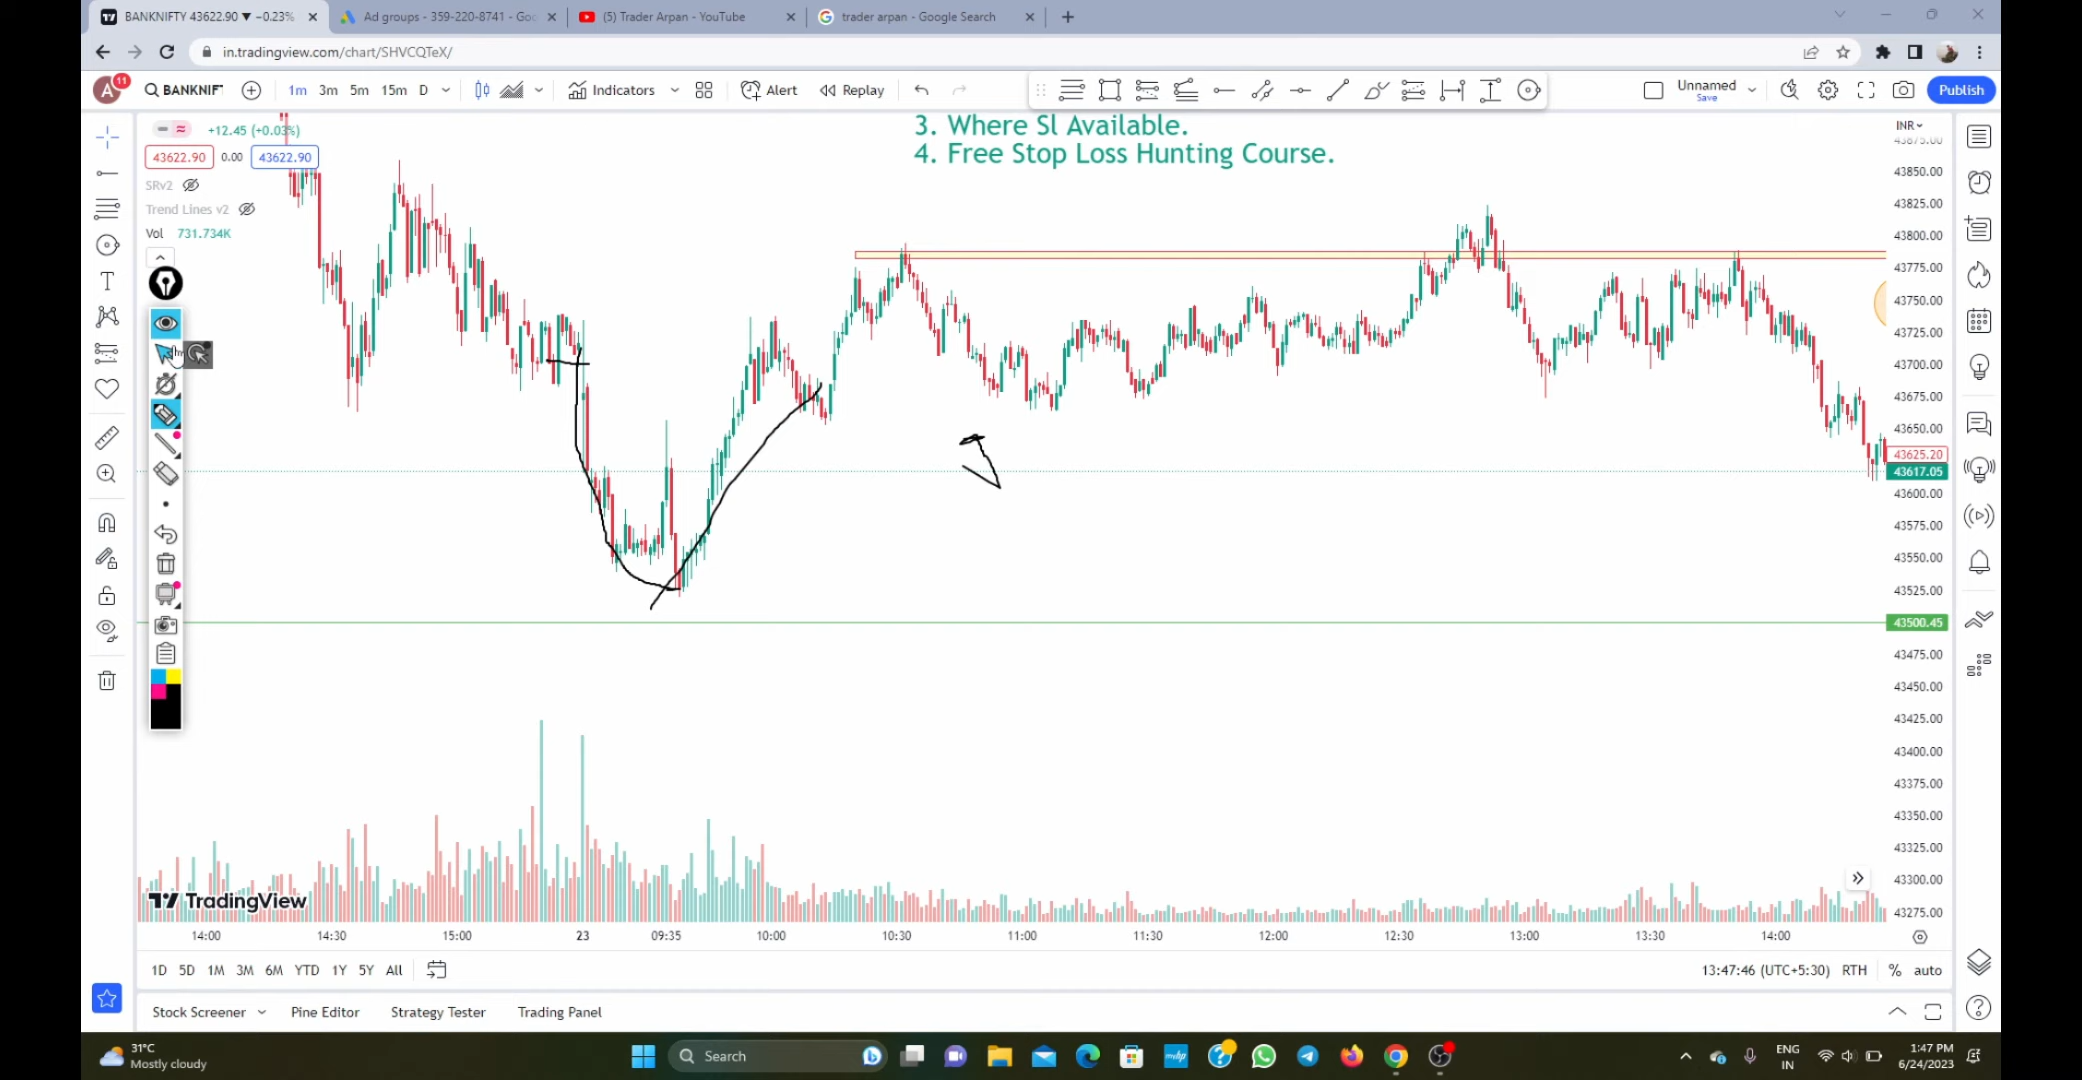 BANKNIFTY 43622.90 ▼ −0.23%
Ad groups - 359-220-8741 - Goo
(5) Trader Arpan - YouTube
trader arpan - Google Search
in.tradingview.com/chart/SHVCQTeX/
A 11 BANKNIF 1m 3m 5m 15m D Indicators Alert Replay Unnamed Save Publish
3. Where Sl Available.
4. Free Stop Loss Hunting Course.
+12.45 (+0.03%)
43622.90 0.00 43622.90
SRv2
Trend Lines v2
Vol 731.734K
INR
43875.00
43850.00
43825.00
43800.00
43775.00
43750.00
43725.00
43700.00
43675.00
43650.00
43625.20
43617.05
43600.00
43575.00
43550.00
43525.00
43500.45
43475.00
43450.00
43425.00
43400.00
43375.00
43350.00
43325.00
43300.00
43275.00
TradingView
14:00 14:30 15:00 23 09:35 10:00 10:30 11:00 11:30 12:00 12:30 13:00 13:30 14:00
1D 5D 1M 3M 6M YTD 1Y 5Y All 13:47:46 (UTC+5:30) RTH % auto
Stock Screener Pine Editor Strategy Tester Trading Panel
31°C
Mostly cloudy
Search
ENG
IN
1:47 PM
6/24/2023